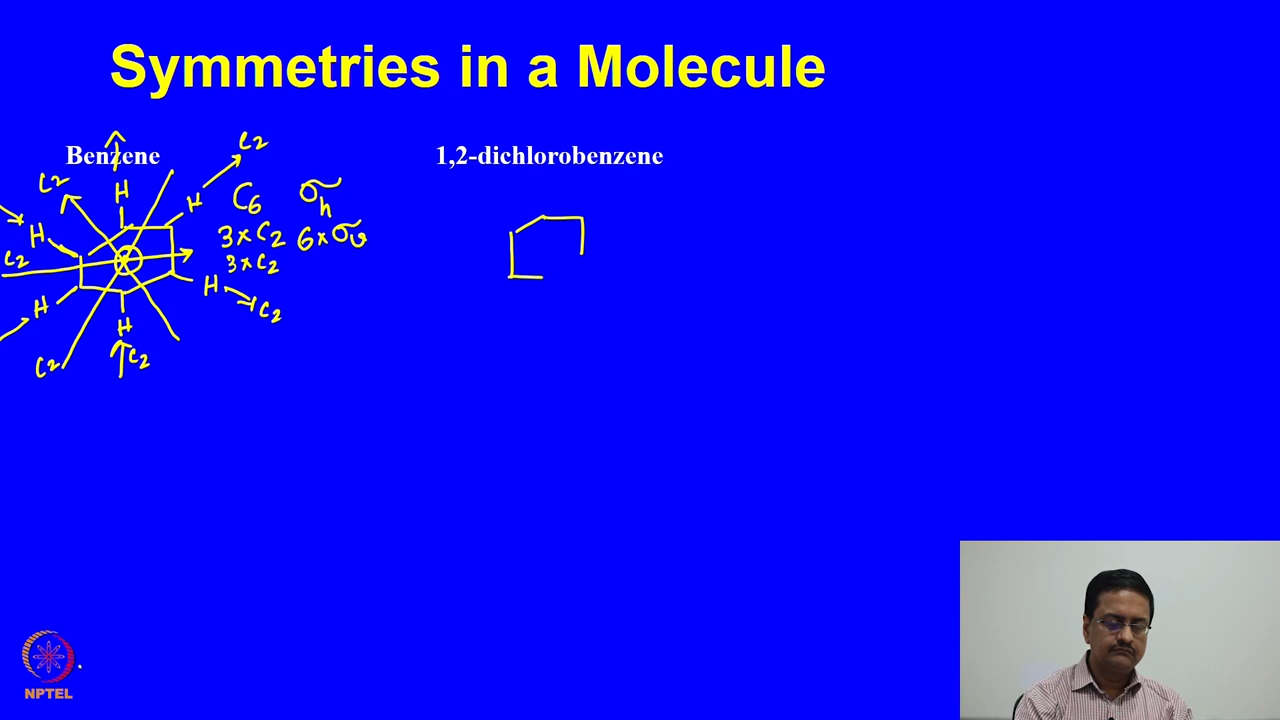 Symmetries in a Molecule
Benzene
1,2-dichlorobenzene
C2
C2
H
H
C6
σh
H
3×C2
6×σv
C2
3×C2
H
H
C2
H
C2
C2
NPTEL